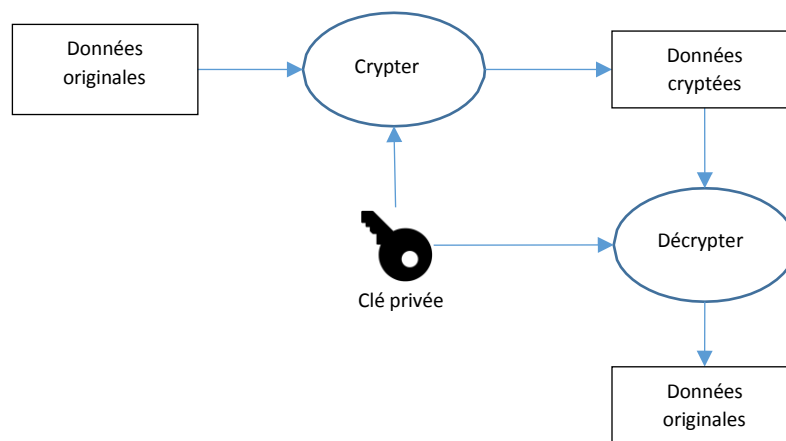 Données
originales
Crypter
Données
cryptées
Décrypter
Clé privée
Données
originales